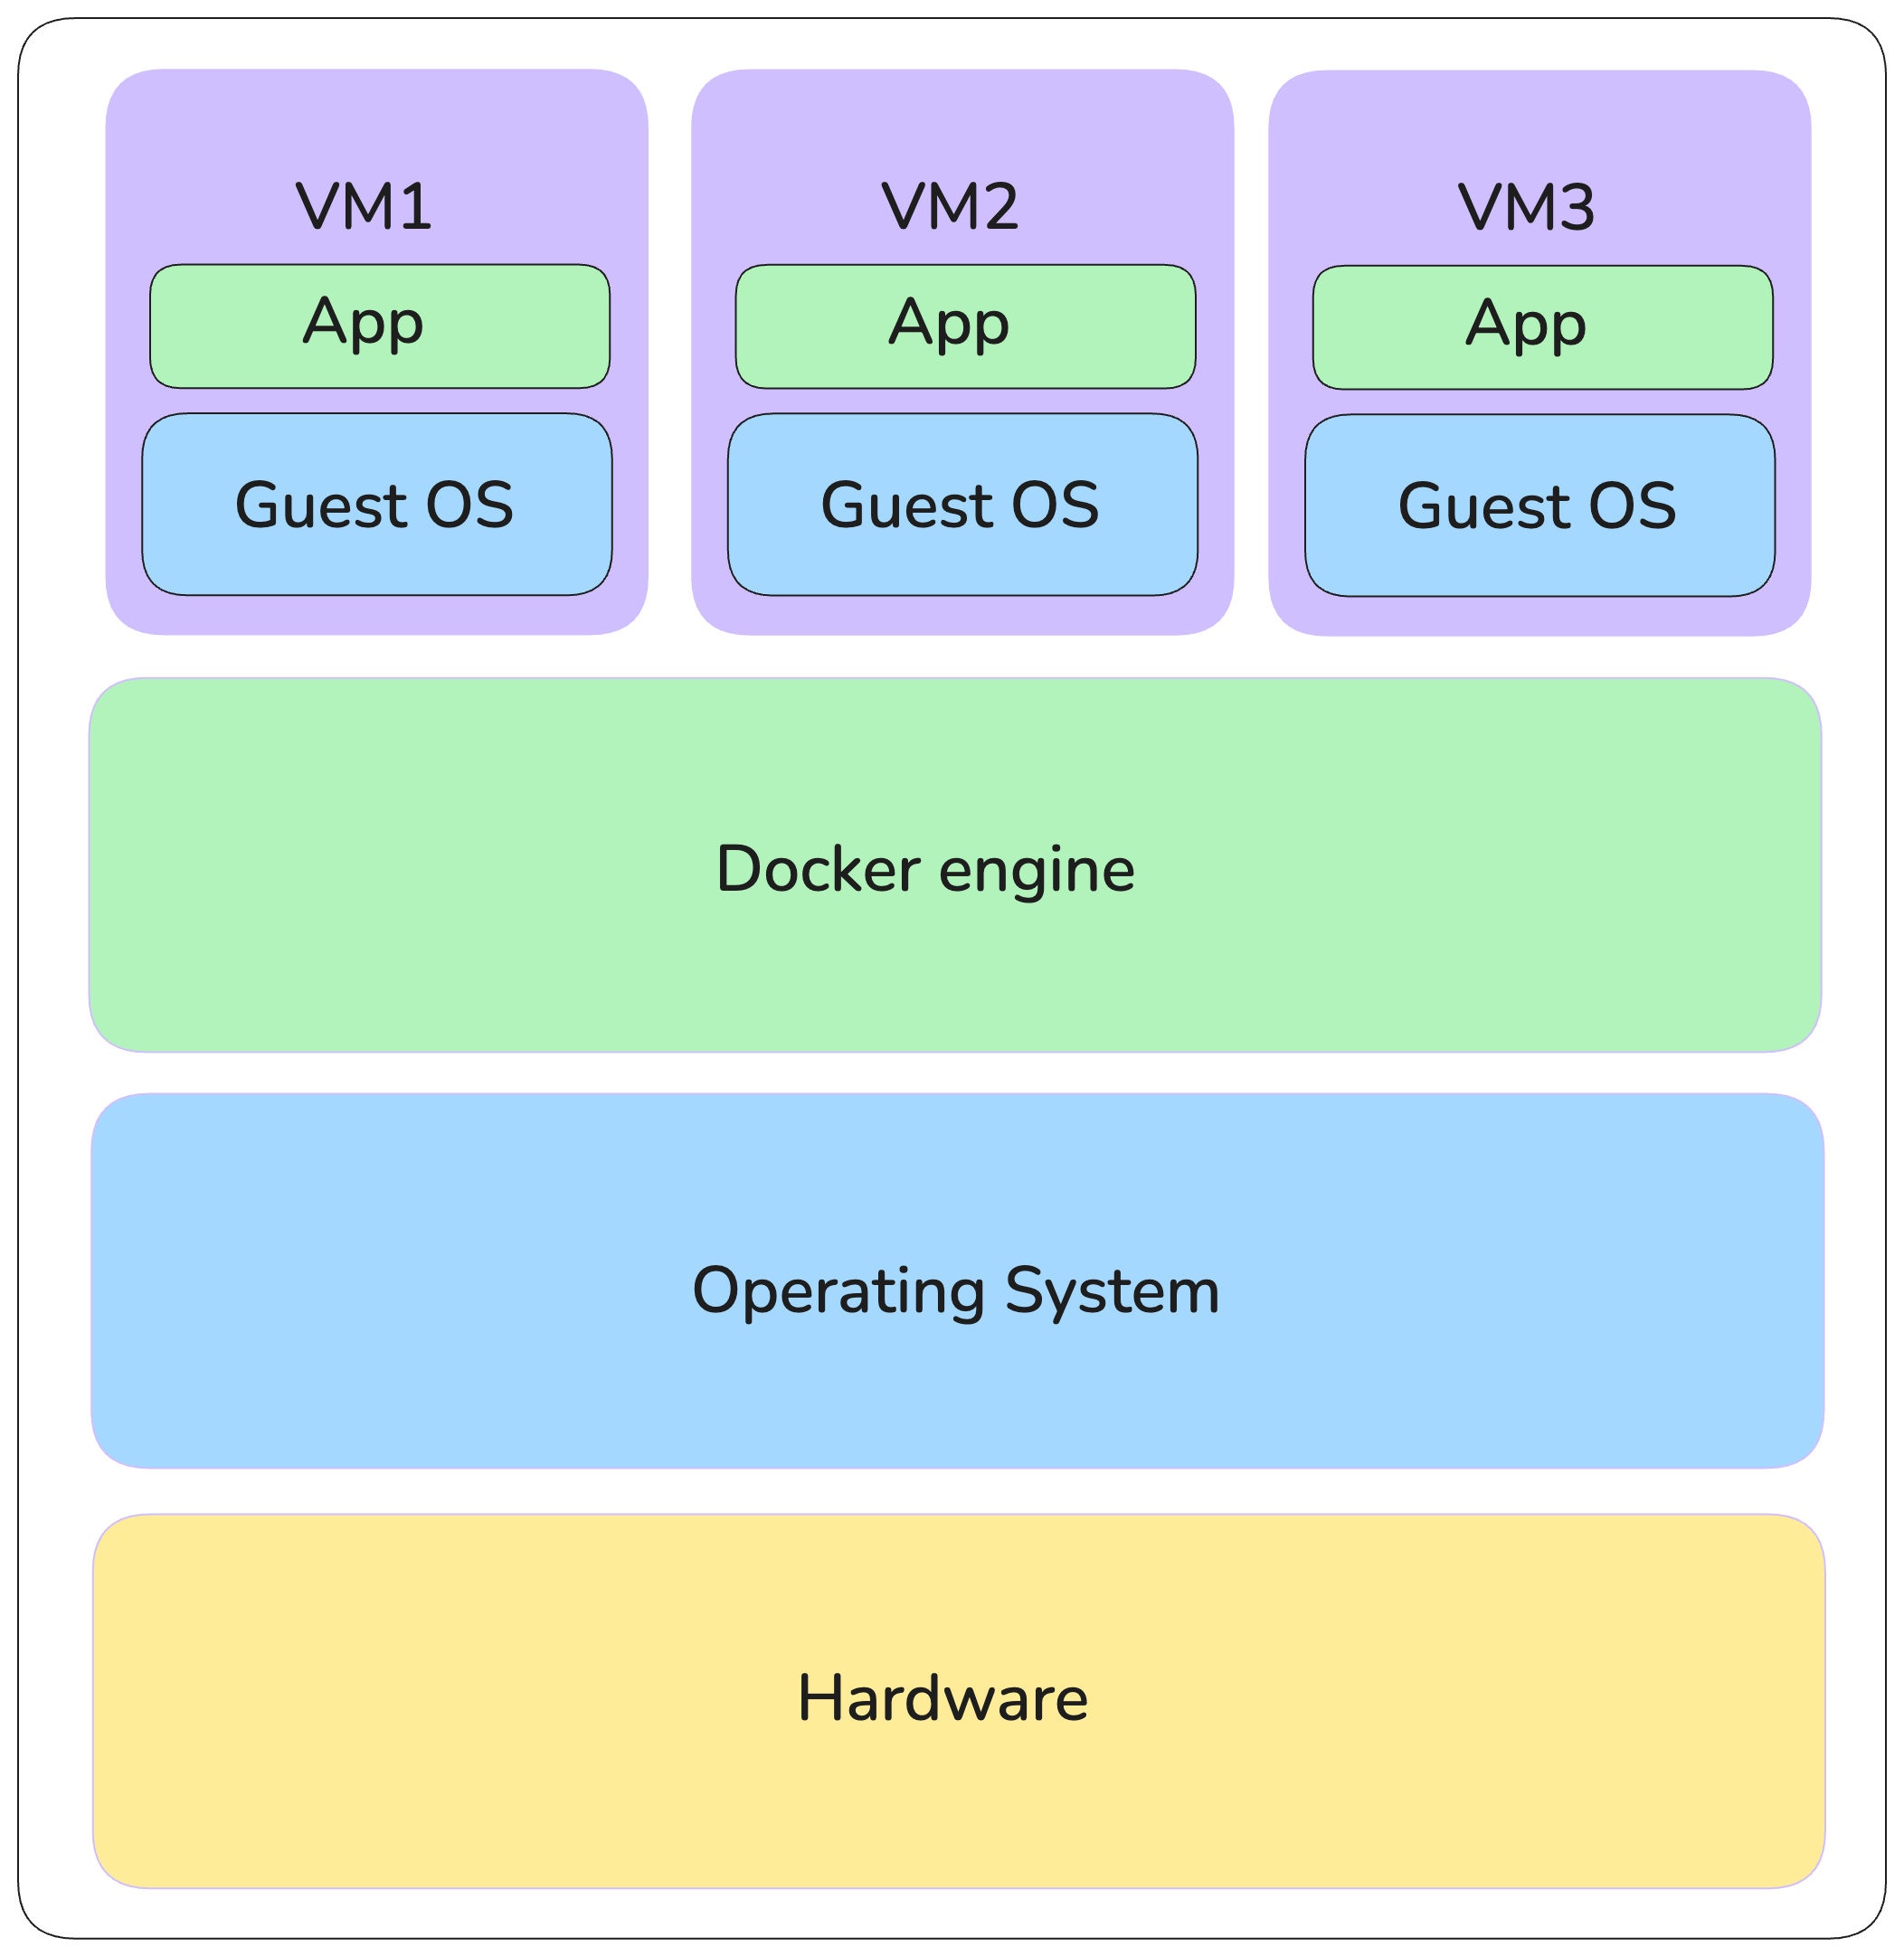 VM1
App
Guest OS
VM2
App
Guest OS
VM3
App
Guest OS
Docker engine
Operating System
Hardware